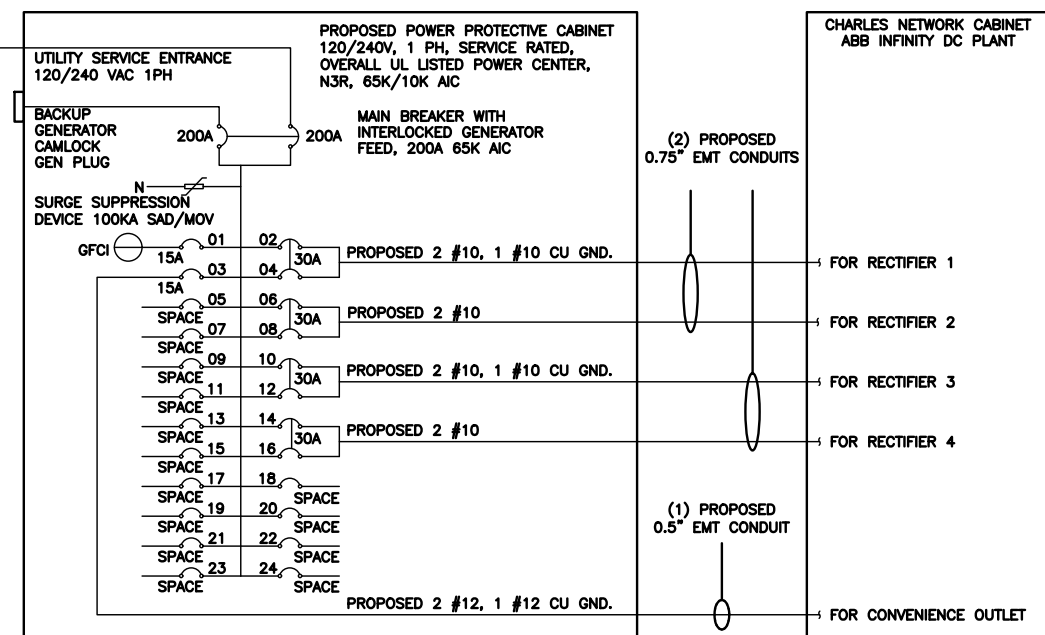 PROPOSED POWER PROTECTIVE CABINET
120/240V, 1 PH, SERVICE RATED,
OVERALL UL LISTED POWER CENTER,
N3R, 65K/10K AIC
CHARLES NETWORK CABINET
ABB INFINITY DC PLANT
UTILITY SERVICE ENTRANCE
120/240 VAC 1PH
BACKUP
GENERATOR
CAMLOCK
GEN PLUG
200A
200A
MAIN BREAKER WITH
INTERLOCKED GENERATOR
FEED, 200A 65K AIC
(2) PROPOSED
0.75" EMT CONDUITS
N
SURGE SUPPRESSION
DEVICE 100KA SAD/MOV
GFCI
01
02
15A
30A
PROPOSED 2 #10, 1 #10 CU GND.
FOR RECTIFIER 1
03
04
15A
05
06
SPACE
30A
PROPOSED 2 #10
FOR RECTIFIER 2
07
08
SPACE
09
10
SPACE
30A
PROPOSED 2 #10, 1 #10 CU GND.
FOR RECTIFIER 3
11
12
SPACE
13
14
SPACE
30A
PROPOSED 2 #10
FOR RECTIFIER 4
15
16
SPACE
17
18
SPACE
SPACE
19
20
SPACE
SPACE
21
22
SPACE
SPACE
23
24
SPACE
SPACE
(1) PROPOSED
0.5" EMT CONDUIT
PROPOSED 2 #12, 1 #12 CU GND.
FOR CONVENIENCE OUTLET